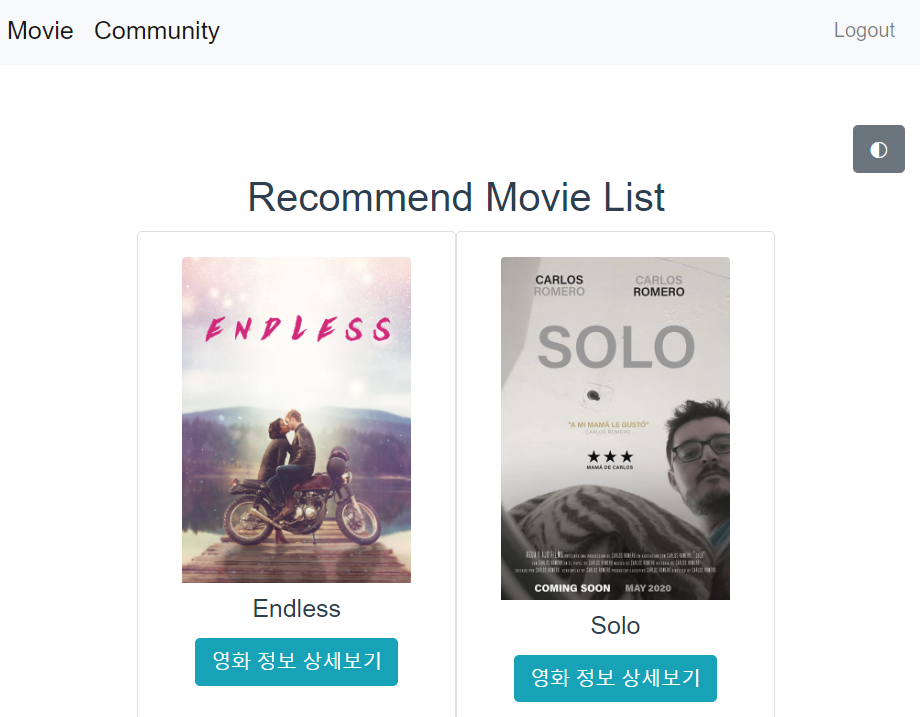 Movie Community Logout
Recommend Movie List
ENDLESS
Endless
영화 정보 상세보기
CARLOS ROMERO
CARLOS ROMERO
SOLO
"A MI MAMÁ LE GUSTÓ"
CARLOS ROMERO
★★★
MAMÁ DE CARLOS
COMING SOON MAY 2020
Solo
영화 정보 상세보기